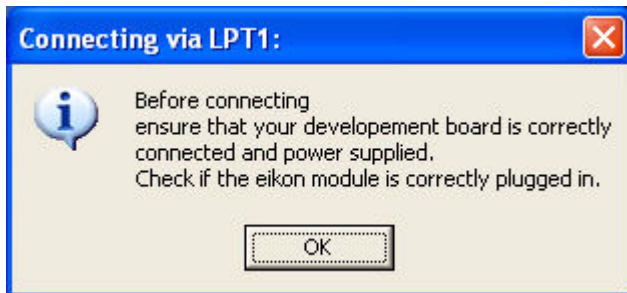 Connecting via LPT1:
Before connecting
ensure that your developement board is correctly
connected and power supplied.
Check if the eikon module is correctly plugged in.
OK